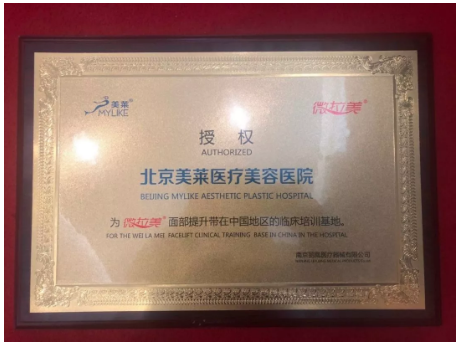 美莱®
MYLIKE
微拉美®
授 权
AUTHORIZED
北京美莱医疗美容医院
BEIJING MYLIKE AESTHETIC PLASTIC HOSPITAL
为 微拉美® 面部提升带在中国地区的临床培训基地。
FOR THE WEI LA MEI FACELIFT CLINICAL TRAINING BASE IN CHINA IN THE HOSPITAL